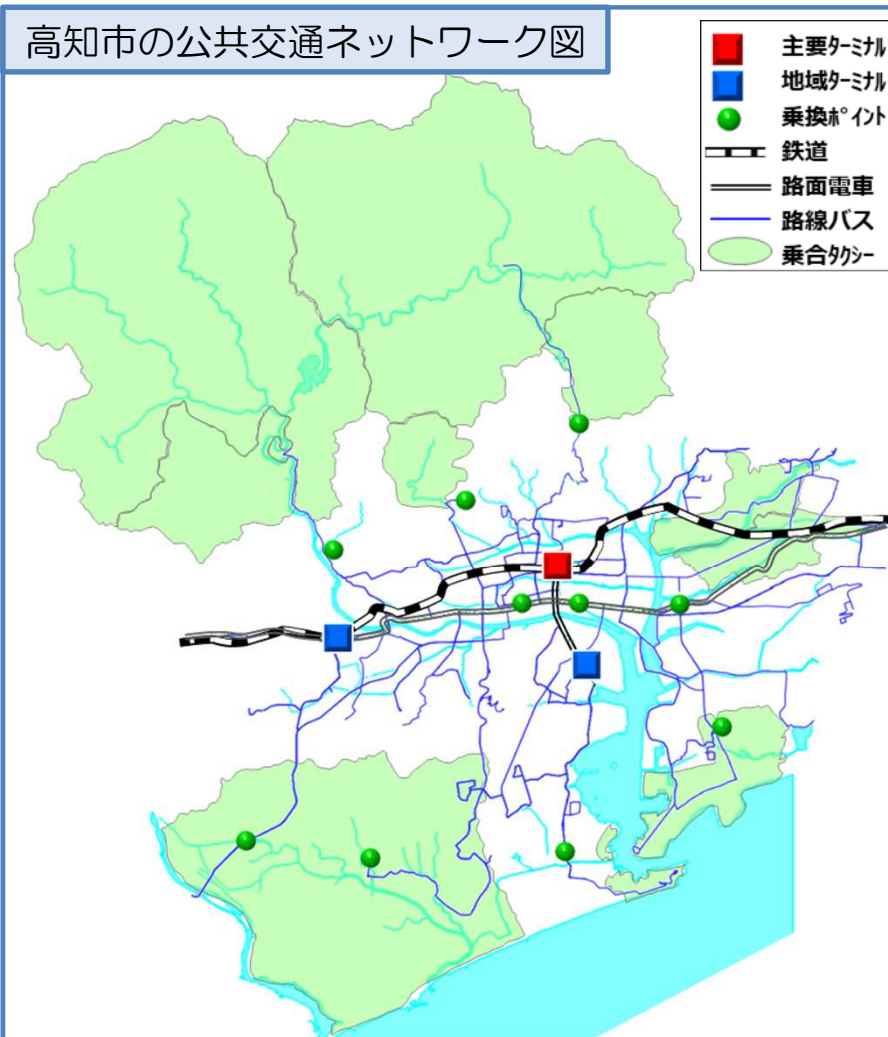 高知市の公共交通ネットワーク図
主要ﾀｰﾐﾅﾙ
地域ﾀｰﾐﾅﾙ
乗換ﾎﾟｲﾝﾄ
鉄道
路面電車
路線バス
乗合ﾀｸｼｰ